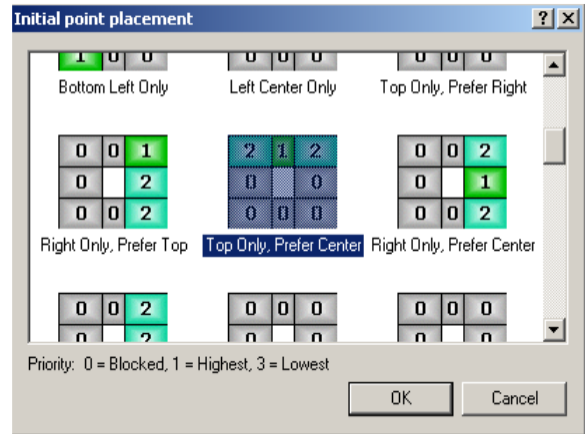 Initial point placement
1 0 0
0 0 0
0 0 0
Bottom Left Only
Left Center Only
Top Only, Prefer Right
0 0 1
2 1 2
0 0 2
0 2
0 0
0 1
0 0 2
0 0 0
0 0 2
Right Only, Prefer Top
Top Only, Prefer Center
Right Only, Prefer Center
0 0 2
0 0 0
0 0 0
0 2
0 0
0 0
Priority: 0 = Blocked, 1 = Highest, 3 = Lowest
OK
Cancel